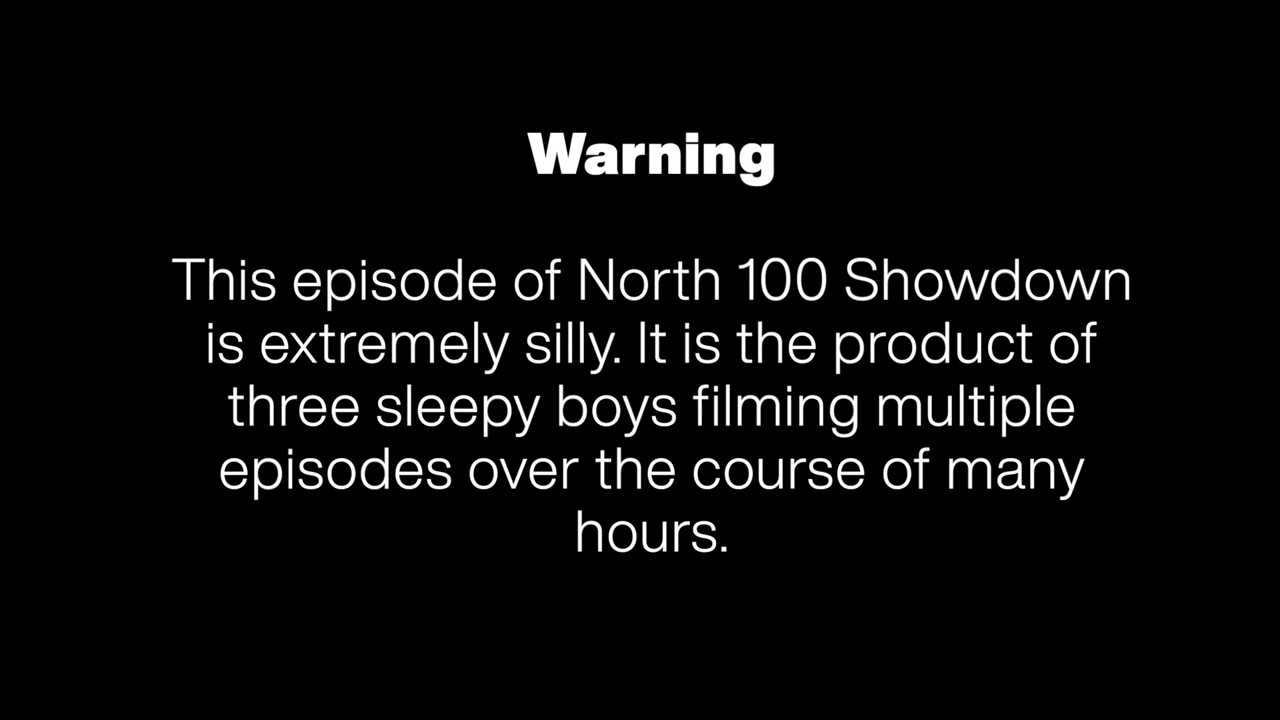 Warning
This episode of North 100 Showdown
is extremely silly. It is the product of
three sleepy boys filming multiple
episodes over the course of many
hours.